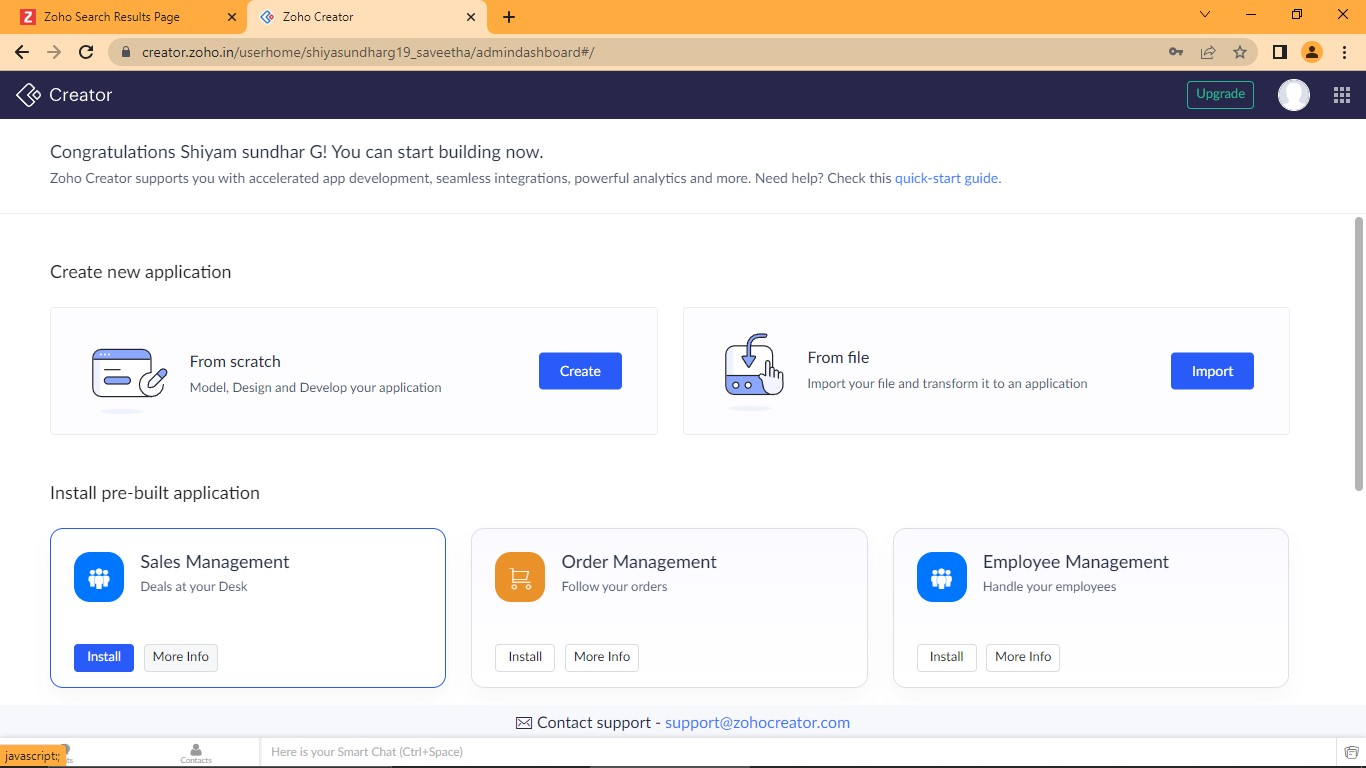 Zoho Search Results Page
Zoho Creator
creator.zoho.in/userhome/shiyasundharg19_saveetha/admindashboard#/
Creator
Upgrade
Congratulations Shiyam sundhar G! You can start building now.
Zoho Creator supports you with accelerated app development, seamless integrations, powerful analytics and more. Need help? Check this quick-start guide.
Create new application
From scratch
Model, Design and Develop your application
Create
From file
Import your file and transform it to an application
Import
Install pre-built application
Sales Management
Deals at your Desk
Install
More Info
Order Management
Follow your orders
Install
More Info
Employee Management
Handle your employees
Install
More Info
Contact support - support@zohocreator.com
javascript:;
Contacts
Here is your Smart Chat (Ctrl+Space)